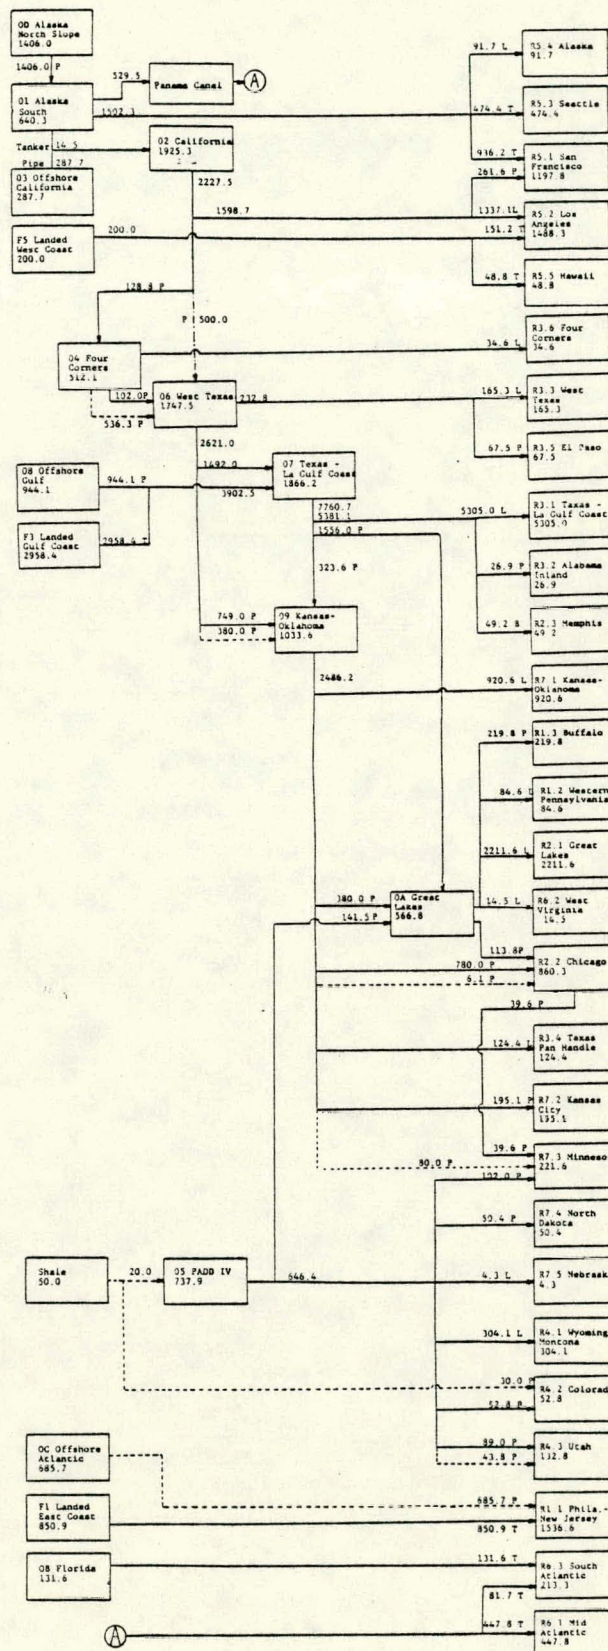 OD Alaska
North Slope
1406.0
1406.0 P
01 Alaska
South
640.3
529.5
Panama Canal
A
1502.3
Tanker 14.5
02 California
1925.3
Pipe 287.7
03 Offshore
California
287.7
2227.5
91.7 L
R5.4 Alaska
91.7
474.4 T
R5.3 Seattle
474.4
936.2 T
261.6 P
R5.1 San
Francisco
1197.8
1598.7
1337.1L
151.2 T
R5.2 Los
Angeles
1488.3
F5 Landed
West Coast
200.0
200.0
48.8 T
R5.5 Hawaii
48.8
128.8 P
P 500.0
04 Four
Corners
512.1
34.6 L
R3.6 Four
Corners
34.6
102.0P
536.3 P
06 West Texas
1747.5
232.8
165.3 L
R3.3 West
Texas
165.3
67.5 P
R3.5 El Paso
67.5
2621.0
1492.0
08 Offshore
Gulf
944.1
944.1 P
3902.5
07 Texas -
La Gulf Coast
1866.2
F3 Landed
Gulf Coast
2958.4
2958.4 T
7760.7
5381.1
1556.0 P
5305.0 L
R3.1 Texas -
La Gulf Coast
5305.0
323.6 P
26.9 P
R3.2 Alabama
Inland
26.9
49.2 B
R2.3 Memphis
49.2
749.0 P
380.0 P
09 Kansas-
Oklahoma
1033.6
2486.2
920.6 L
R7.1 Kansas-
Oklahoma
920.6
219.8 P
R1.3 Buffalo
219.8
84.6 L
R1.2 Western
Pennsylvania
84.6
2211.6 L
R2.1 Great
Lakes
2211.6
380.0 P
141.5 P
OA Great
Lakes
566.8
14.5 L
R6.2 West
Virginia
14.5
113.8P
780.0 P
6.1 P
R2.2 Chicago
860.3
39.6 P
124.4 L
R3.4 Texas
Pan Handle
124.4
195.1 P
R7.2 Kansas
City
195.1
39.6 P
80.0 P
102.0 P
R7.3 Minneso
221.6
50.4 P
R7.4 North
Dakota
50.4
Shale
50.0
20.0
05 PADD IV
737.9
646.4
4.3 L
R7.5 Nebrask
4.3
304.1 L
R4.1 Wyoming
Montona
304.1
30.0 P
52.8 P
R4.2 Colorad
52.8
89.0 P
43.8 P
R4.3 Utah
132.8
OC Offshore
Atlantic
685.7
685.7 P
R1.1 Phila.-
New Jersey
1536.6
F1 Landed
East Coast
850.9
850.9 T
OB Florida
131.6
131.6 T
R6.3 South
Atlantic
213.3
81.7 T
A
447.8 T
R6.1 Mid
Atlantic
447.8